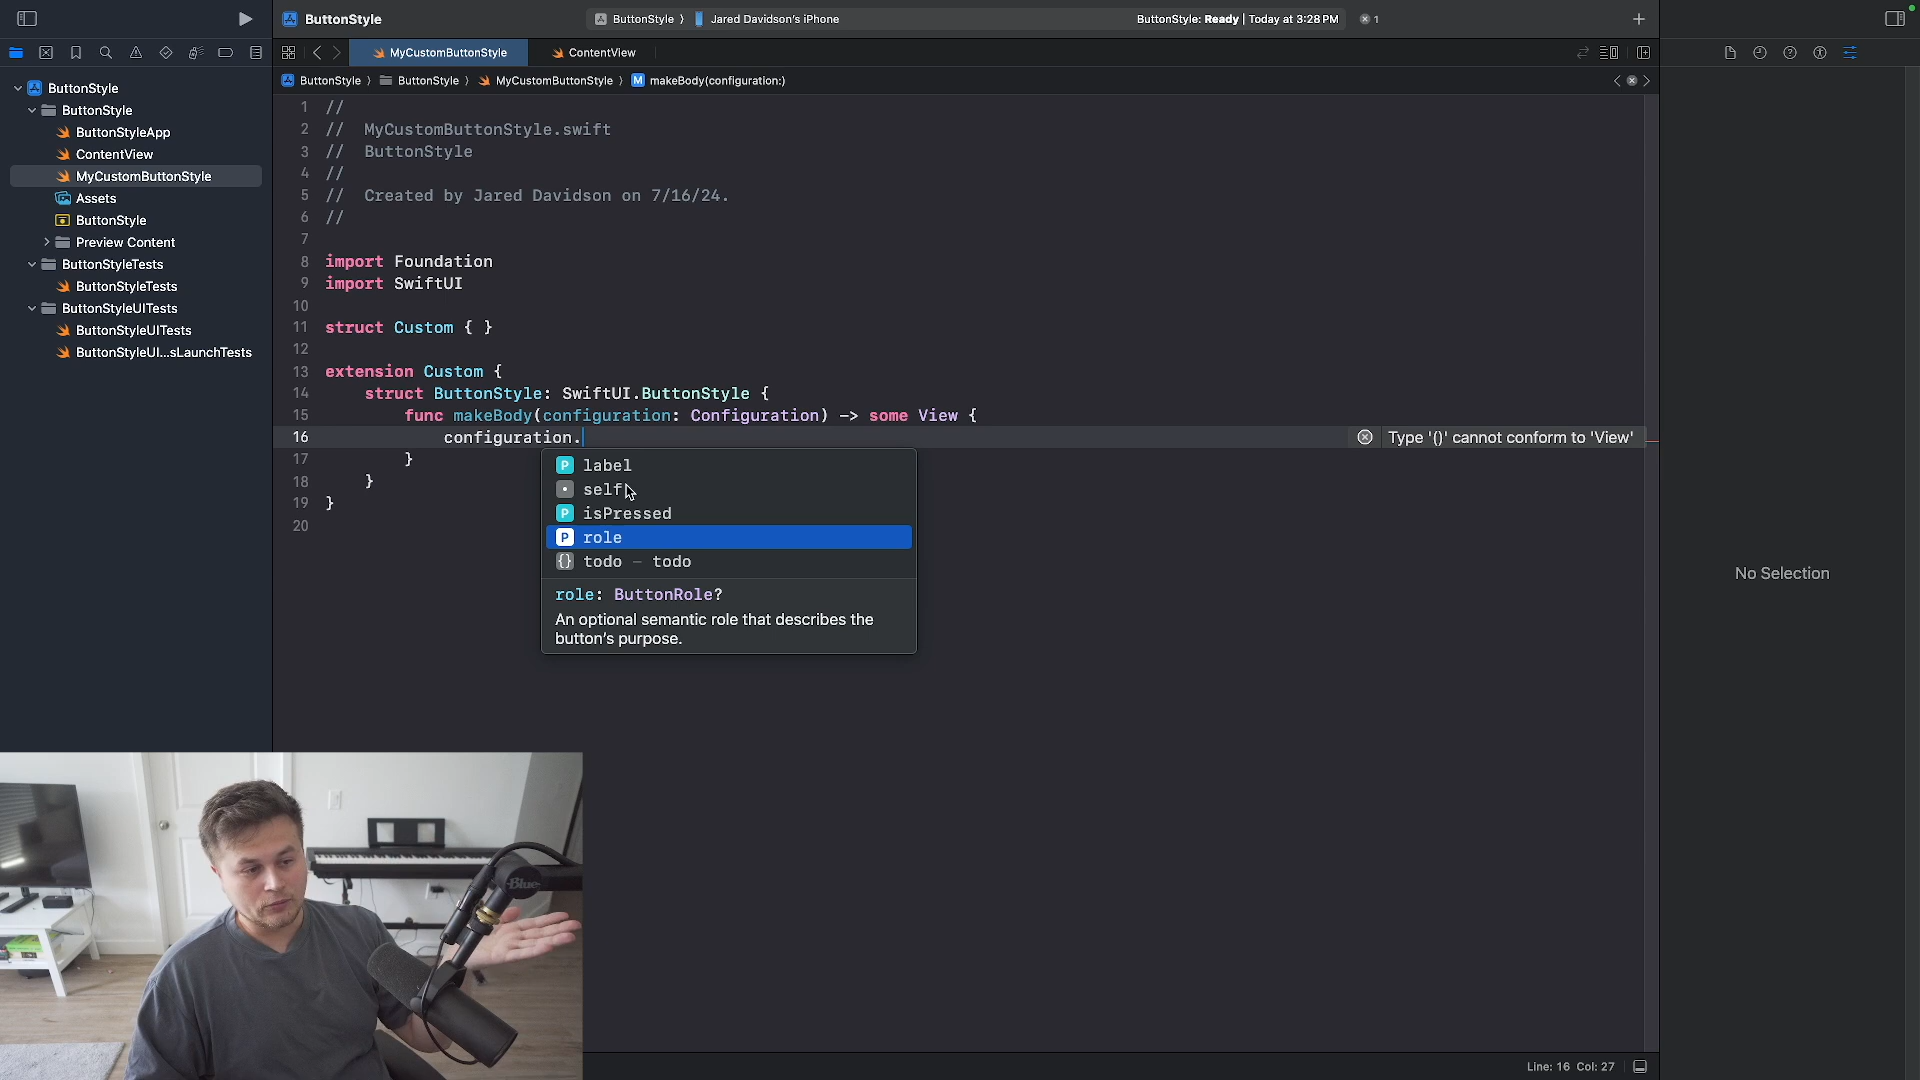 ButtonStyle
ButtonStyle 〉 Jared Davidson's iPhone
ButtonStyle: Ready | Today at 3:28 PM
1
MyCustomButtonStyle
ContentView
ButtonStyle 〉 ButtonStyle 〉 MyCustomButtonStyle 〉 M makeBody(configuration:)
ButtonStyle
ButtonStyle
ButtonStyleApp
ContentView
MyCustomButtonStyle
Assets
ButtonStyle
Preview Content
ButtonStyleTests
ButtonStyleTests
ButtonStyleUITests
ButtonStyleUITests
ButtonStyleUI...sLaunchTests
1 //
2 // MyCustomButtonStyle.swift
3 // ButtonStyle
4 //
5 // Created by Jared Davidson on 7/16/24.
6 //
7
8 import Foundation
9 import SwiftUI
10
11 struct Custom { }
12
13 extension Custom {
14 struct ButtonStyle: SwiftUI.ButtonStyle {
15 func makeBody(configuration: Configuration) -> some View {
16 configuration.
Type '()' cannot conform to 'View'
17 }
18 }
19 }
20
P label
self
P isPressed
P role
{} todo – todo
role: ButtonRole?
An optional semantic role that describes the
button's purpose.
No Selection
Blue
Line: 16 Col: 27